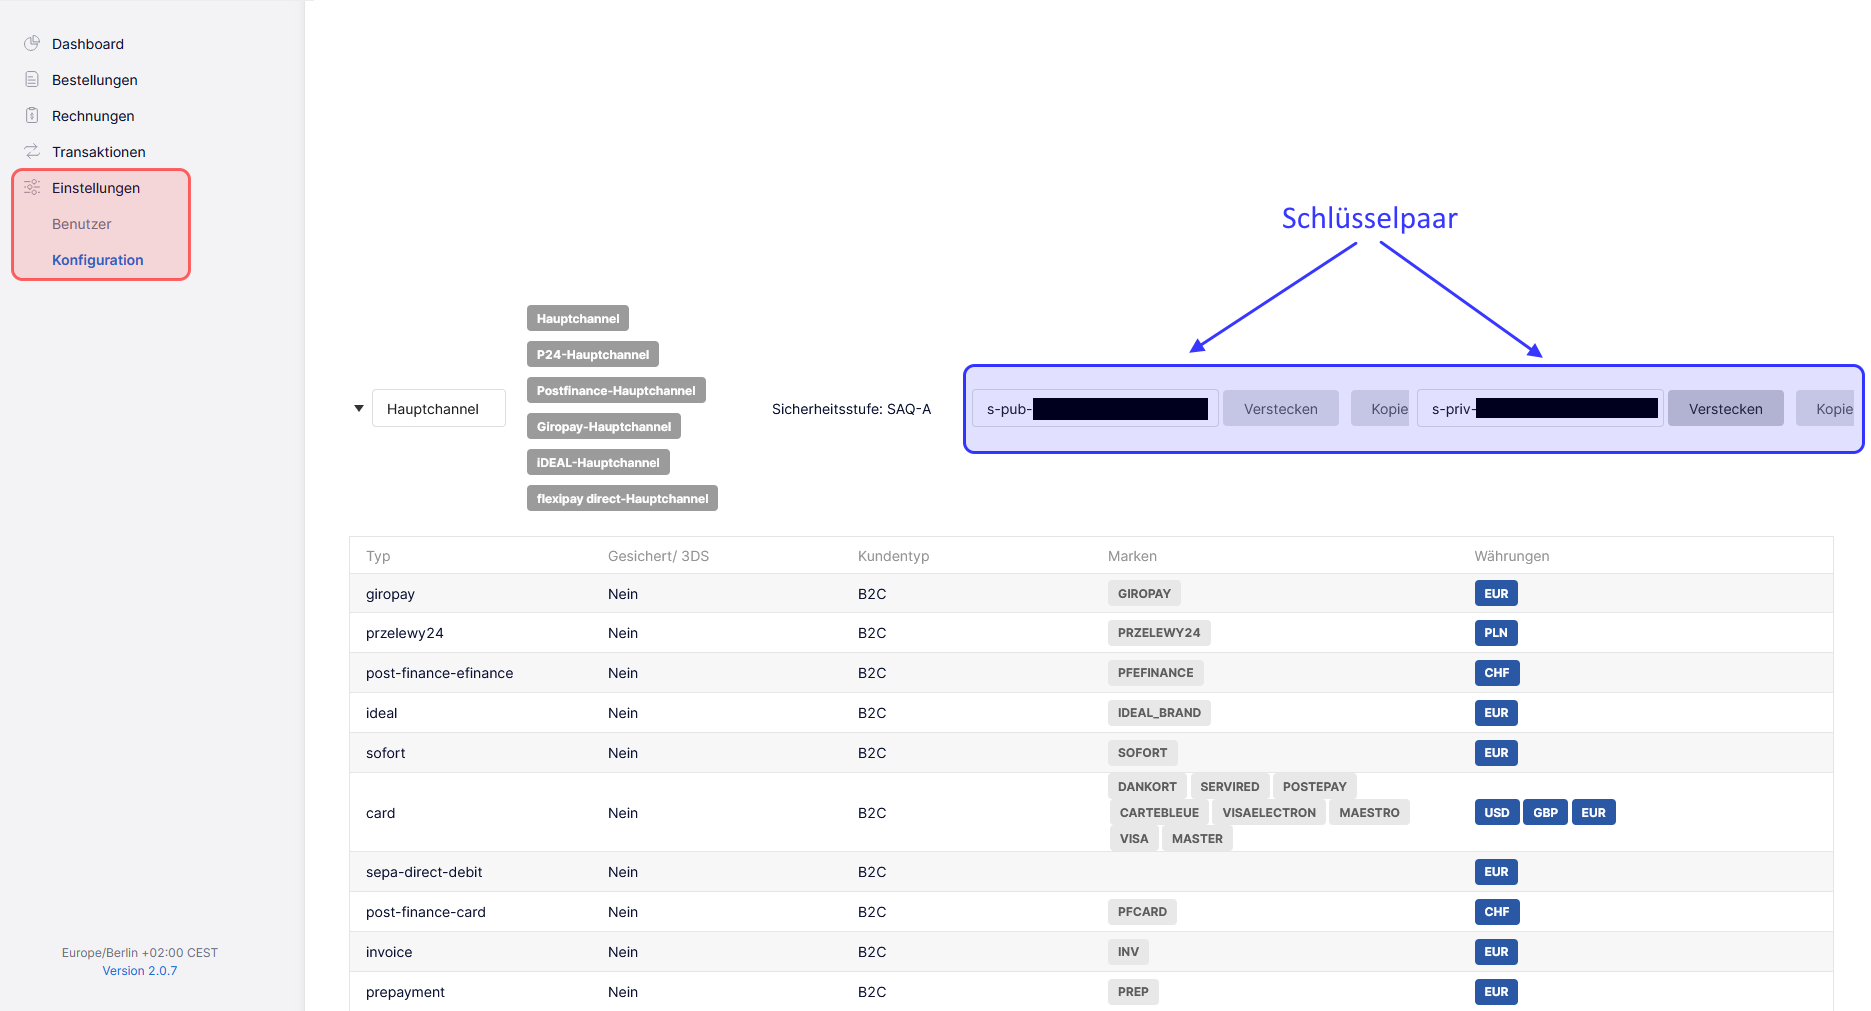 Dashboard
Bestellungen
Rechnungen
Transaktionen
Einstellungen
Benutzer
Konfiguration
Europe/Berlin +02:00 CEST
Version 2.0.7
Schlüsselpaar
Hauptchannel
Hauptchannel
P24-Hauptchannel
Postfinance-Hauptchannel
Giropay-Hauptchannel
iDEAL-Hauptchannel
flexipay direct-Hauptchannel
Sicherheitsstufe: SAQ-A
s-pub- Verstecken Kopie s-priv- Verstecken Kopie
Typ Gesichert/ 3DS Kundentyp Marken Währungen
giropay Nein B2C GIROPAY EUR
przelewy24 Nein B2C PRZELEWY24 PLN
post-finance-efinance Nein B2C PFEFINANCE CHF
ideal Nein B2C IDEAL_BRAND EUR
sofort Nein B2C SOFORT EUR
DANKORT SERVIRED POSTEPAY
card Nein B2C CARTEBLEUE VISAELECTRON MAESTRO USD GBP EUR
VISA MASTER
sepa-direct-debit Nein B2C EUR
post-finance-card Nein B2C PFCARD CHF
invoice Nein B2C INV EUR
prepayment Nein B2C PREP EUR